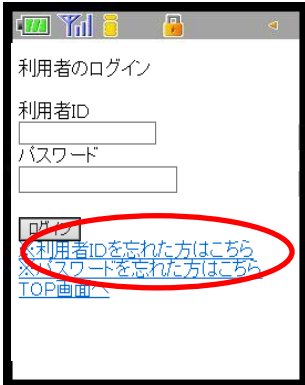 利用者のログイン
利用者ID
パスワード
ログイン
※利用者IDを忘れた方はこちら
※パスワードを忘れた方はこちら
TOP画面へ